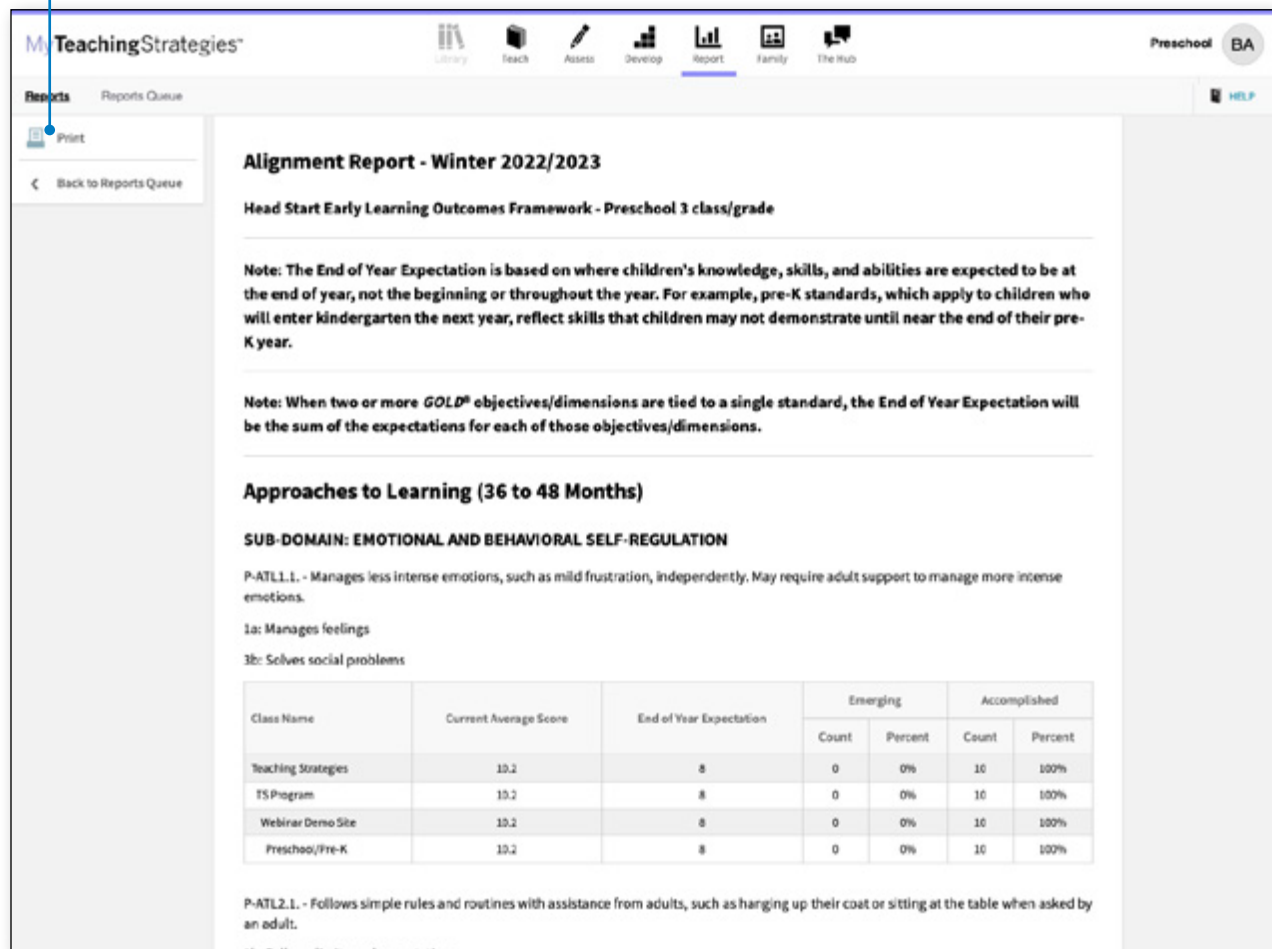 MyTeachingStrategies™
Library Teach Assess Develop Report Family The Hub
Preschool BA
Reports Reports Queue
HELP
Print
Back to Reports Queue
Alignment Report - Winter 2022/2023
Head Start Early Learning Outcomes Framework - Preschool 3 class/grade
Note: The End of Year Expectation is based on where children's knowledge, skills, and abilities are expected to be at
the end of year, not the beginning or throughout the year. For example, pre-K standards, which apply to children who
will enter kindergarten the next year, reflect skills that children may not demonstrate until near the end of their pre-
K year.
Note: When two or more GOLD® objectives/dimensions are tied to a single standard, the End of Year Expectation will
be the sum of the expectations for each of those objectives/dimensions.
Approaches to Learning (36 to 48 Months)
SUB-DOMAIN: EMOTIONAL AND BEHAVIORAL SELF-REGULATION
P-ATL1.1. - Manages less intense emotions, such as mild frustration, independently. May require adult support to manage more intense
emotions.
1a: Manages feelings
3b: Solves social problems
Class Name Current Average Score End of Year Expectation Emerging Accomplished
Count Percent Count Percent
Teaching Strategies 10.2 8 0 0% 10 100%
TS Program 10.2 8 0 0% 10 100%
Webinar Demo Site 10.2 8 0 0% 10 100%
Preschool/Pre-K 10.2 8 0 0% 10 100%
P-ATL2.1. - Follows simple rules and routines with assistance from adults, such as hanging up their coat or sitting at the table when asked by
an adult.